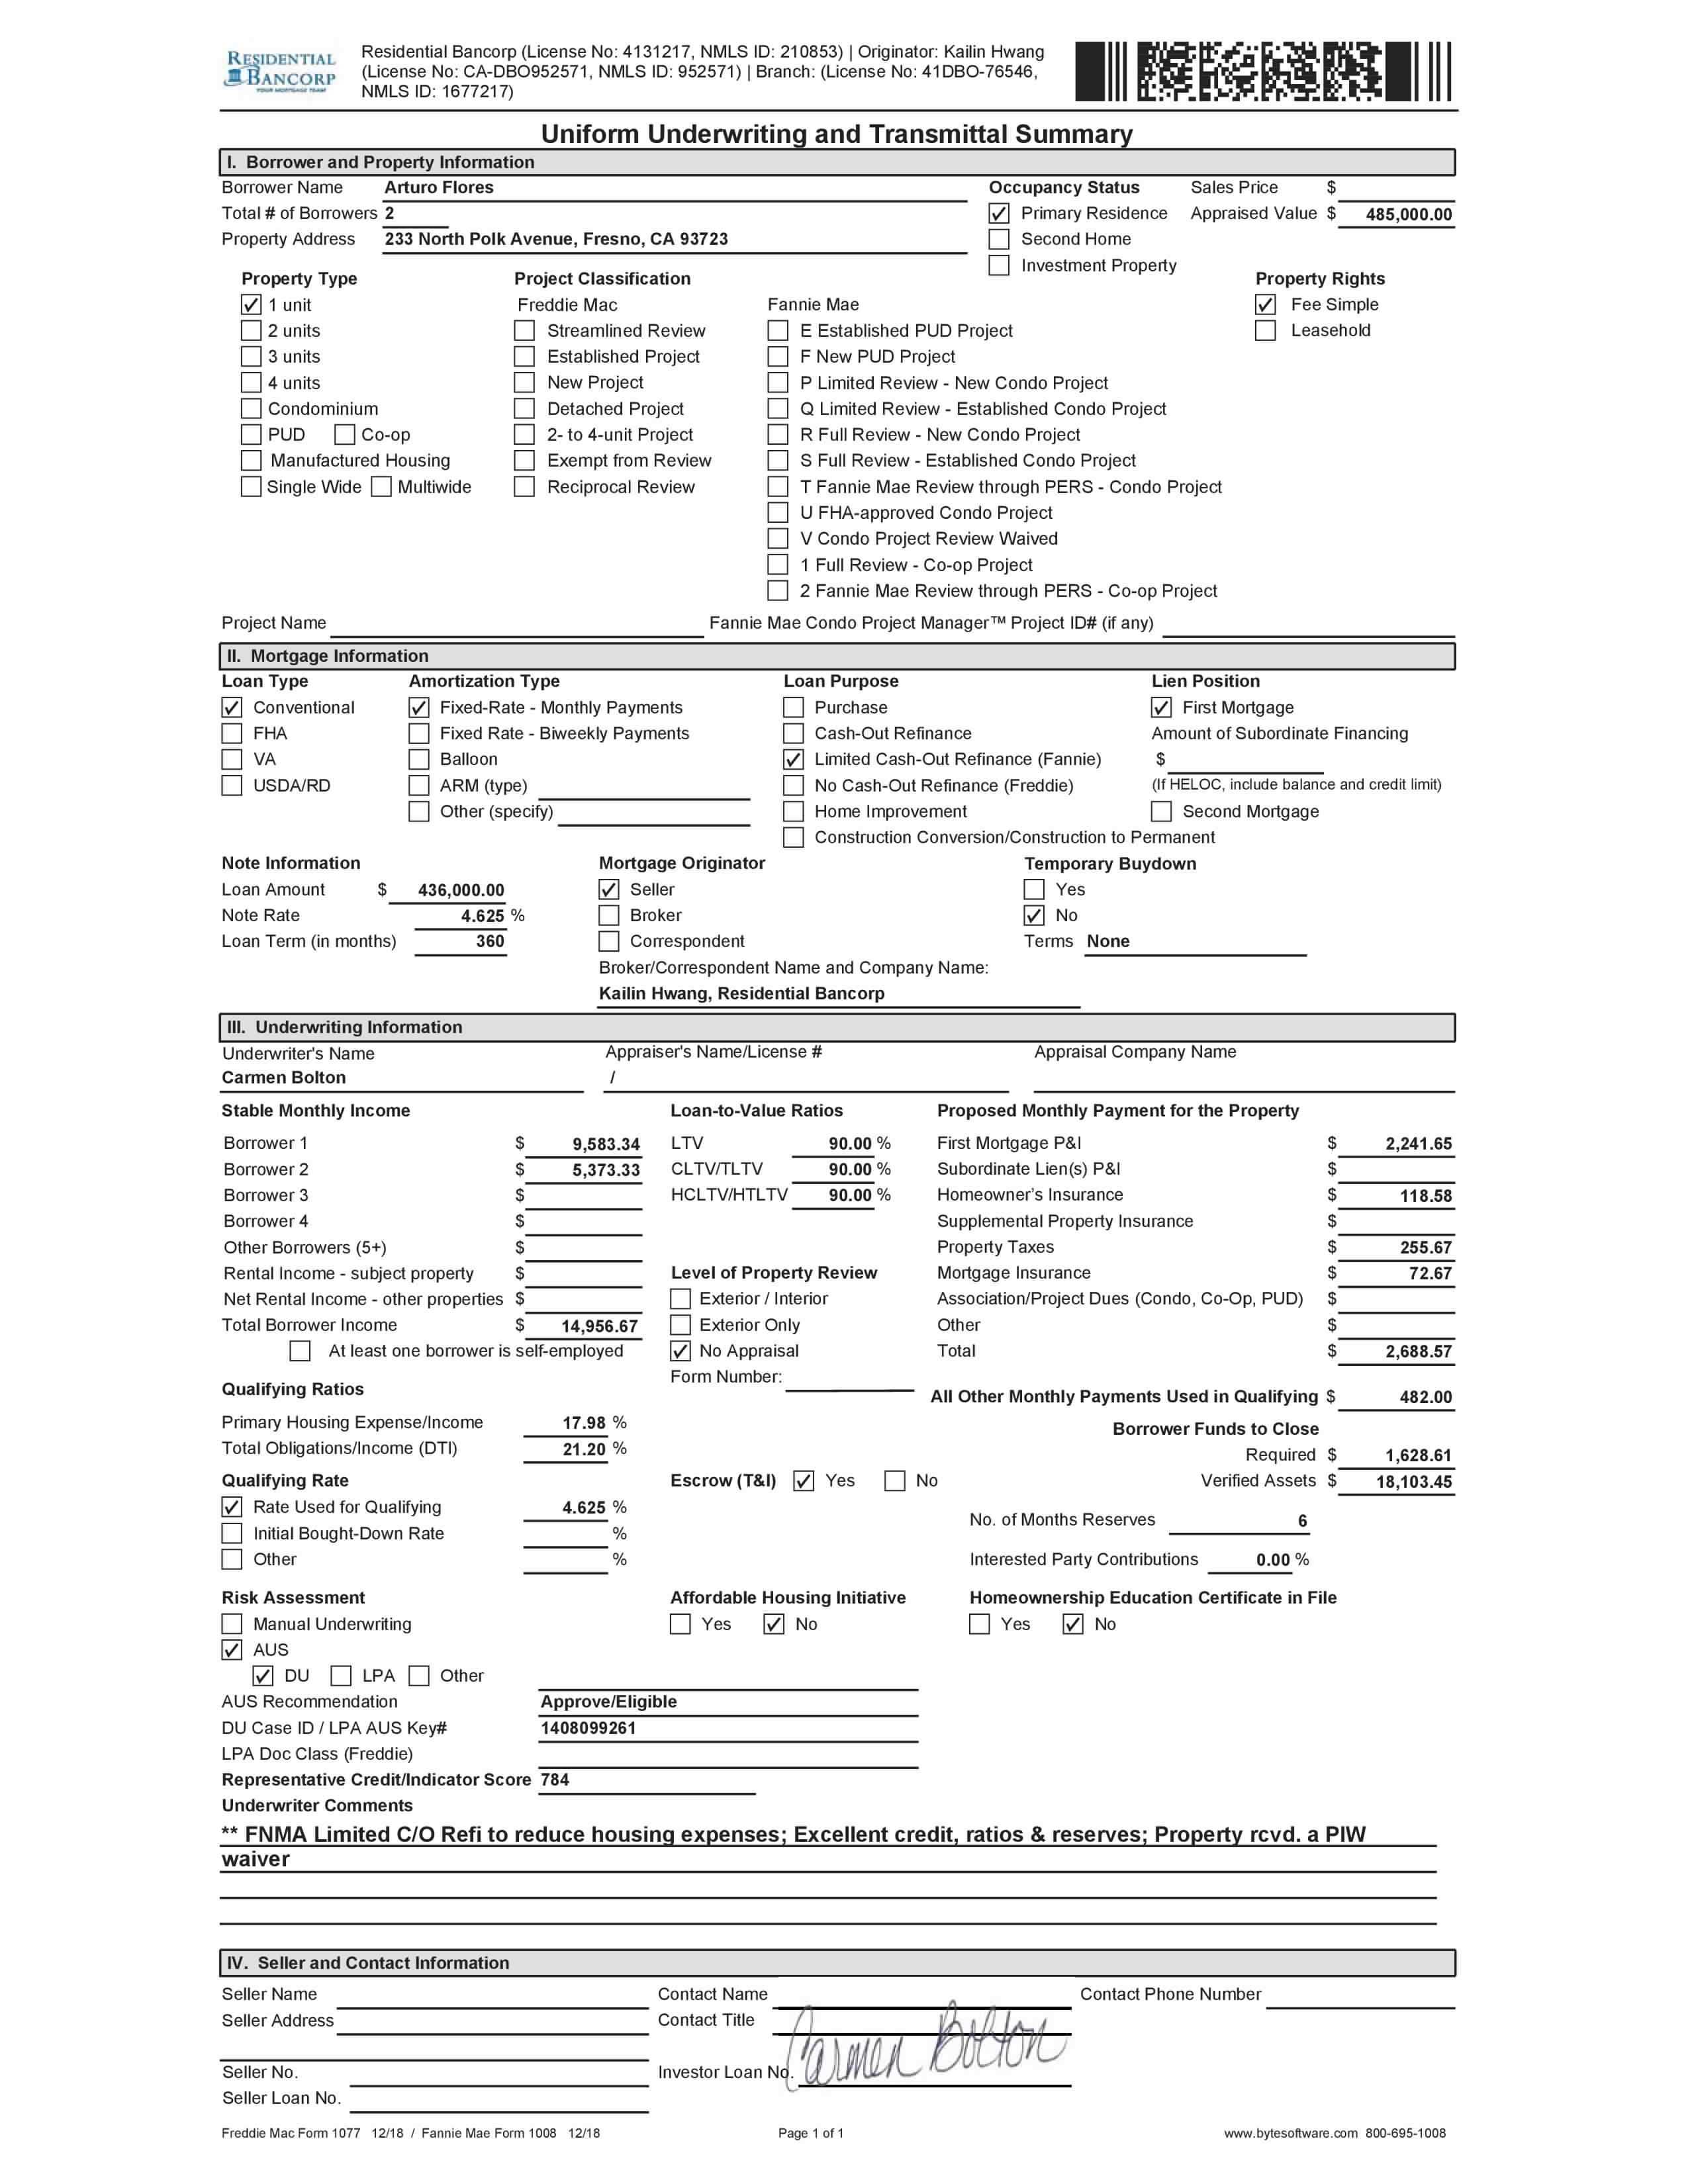 RESIDENTIAL
BANCORP
YOUR MORTGAGE TEAM
Residential Bancorp (License No: 4131217, NMLS ID: 210853) | Originator: Kailin Hwang
(License No: CA-DBO952571, NMLS ID: 952571) | Branch: (License No: 41DBO-76546,
NMLS ID: 1677217)
Uniform Underwriting and Transmittal Summary
I. Borrower and Property Information
Borrower Name Arturo Flores Occupancy Status Sales Price $
Total # of Borrowers 2 ✓ Primary Residence Appraised Value $ 485,000.00
Property Address 233 North Polk Avenue, Fresno, CA 93723 Second Home
Investment Property
Property Type Project Classification Property Rights
✓ 1 unit Freddie Mac Fannie Mae ✓ Fee Simple
2 units Streamlined Review E Established PUD Project Leasehold
3 units Established Project F New PUD Project
4 units New Project P Limited Review - New Condo Project
Condominium Detached Project Q Limited Review - Established Condo Project
PUD Co-op 2- to 4-unit Project R Full Review - New Condo Project
Manufactured Housing Exempt from Review S Full Review - Established Condo Project
Single Wide Multiwide Reciprocal Review T Fannie Mae Review through PERS - Condo Project
U FHA-approved Condo Project
V Condo Project Review Waived
1 Full Review - Co-op Project
2 Fannie Mae Review through PERS - Co-op Project
Project Name Fannie Mae Condo Project Manager™ Project ID# (if any)
II. Mortgage Information
Loan Type Amortization Type Loan Purpose Lien Position
✓ Conventional ✓ Fixed-Rate - Monthly Payments Purchase ✓ First Mortgage
FHA Fixed Rate - Biweekly Payments Cash-Out Refinance Amount of Subordinate Financing
VA Balloon ✓ Limited Cash-Out Refinance (Fannie) $
USDA/RD ARM (type) No Cash-Out Refinance (Freddie) (If HELOC, include balance and credit limit)
Other (specify) Home Improvement Second Mortgage
Construction Conversion/Construction to Permanent
Note Information Mortgage Originator Temporary Buydown
Loan Amount $ 436,000.00 ✓ Seller Yes
Note Rate 4.625 % Broker ✓ No
Loan Term (in months) 360 Correspondent Terms None
Broker/Correspondent Name and Company Name:
Kailin Hwang, Residential Bancorp
III. Underwriting Information
Underwriter's Name Appraiser's Name/License # Appraisal Company Name
Carmen Bolton /
Stable Monthly Income Loan-to-Value Ratios Proposed Monthly Payment for the Property
Borrower 1 $ 9,583.34 LTV 90.00 % First Mortgage P&I $ 2,241.65
Borrower 2 $ 5,373.33 CLTV/TLTV 90.00 % Subordinate Lien(s) P&I $
Borrower 3 $ HCLTV/HTLTV 90.00 % Homeowner's Insurance $ 118.58
Borrower 4 $ Supplemental Property Insurance $
Other Borrowers (5+) $ Property Taxes $ 255.67
Rental Income - subject property $ Level of Property Review Mortgage Insurance $ 72.67
Net Rental Income - other properties $ Exterior / Interior Association/Project Dues (Condo, Co-Op, PUD) $
Total Borrower Income $ 14,956.67 Exterior Only Other $
At least one borrower is self-employed ✓ No Appraisal Total $ 2,688.57
Form Number:
Qualifying Ratios All Other Monthly Payments Used in Qualifying $ 482.00
Primary Housing Expense/Income 17.98 % Borrower Funds to Close
Total Obligations/Income (DTI) 21.20 % Required $ 1,628.61
Qualifying Rate Escrow (T&I) ✓ Yes No Verified Assets $ 18,103.45
✓ Rate Used for Qualifying 4.625 %
Initial Bought-Down Rate % No. of Months Reserves 6
Other % Interested Party Contributions 0.00 %
Risk Assessment Affordable Housing Initiative Homeownership Education Certificate in File
Manual Underwriting Yes ✓ No Yes ✓ No
✓ AUS
✓ DU LPA Other
AUS Recommendation Approve/Eligible
DU Case ID / LPA AUS Key# 1408099261
LPA Doc Class (Freddie)
Representative Credit/Indicator Score 784
Underwriter Comments
** FNMA Limited C/O Refi to reduce housing expenses; Excellent credit, ratios & reserves; Property rcvd. a PIW
waiver
IV. Seller and Contact Information
Seller Name Contact Name Contact Phone Number
Seller Address Contact Title
Carmen Bolton
Seller No. Investor Loan No.
Seller Loan No.
Freddie Mac Form 1077 12/18 / Fannie Mae Form 1008 12/18 Page 1 of 1 www.bytesoftware.com 800-695-1008